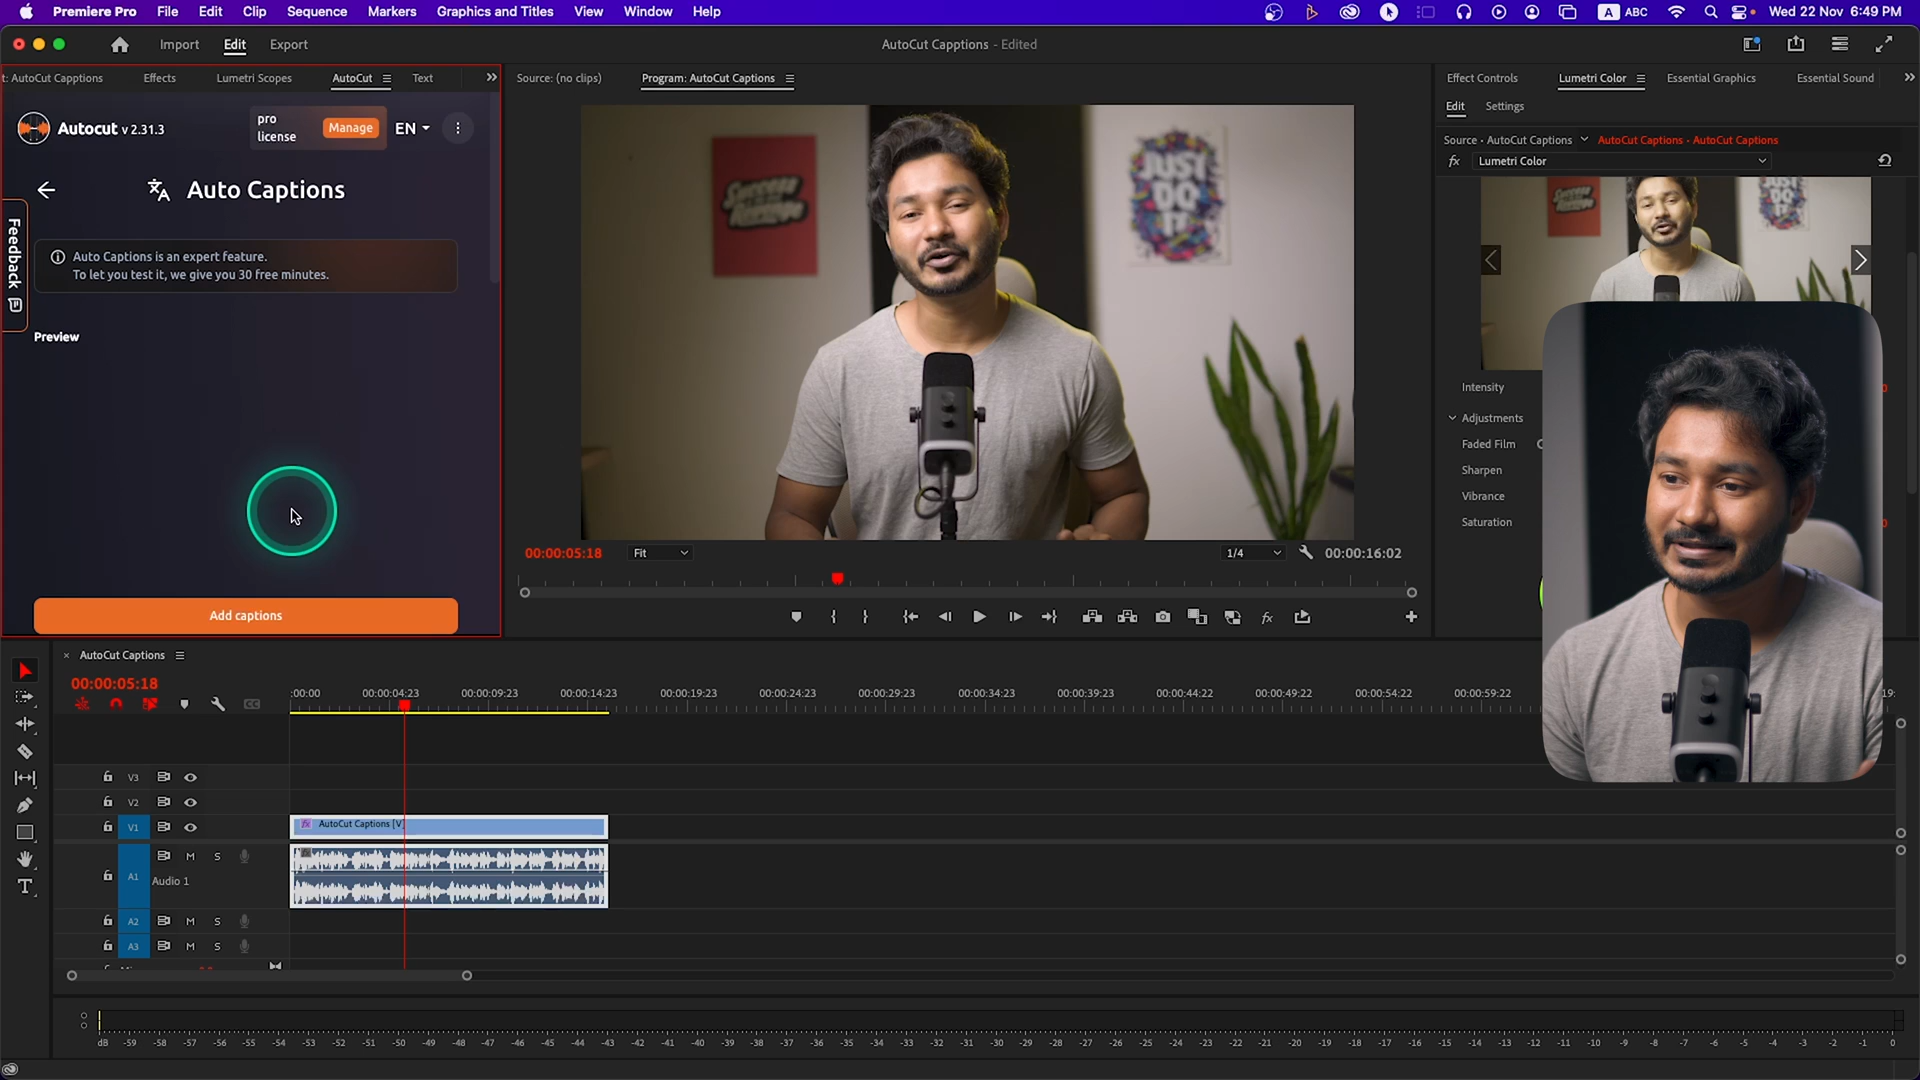 Premiere Pro File Edit Clip Sequence Markers Graphics and Titles View Window Help
A ABC Wed 22 Nov 6:49 PM
Import Edit Export
AutoCut Capptions - Edited
t: AutoCut Capptions Effects Lumetri Scopes AutoCut Text
Source: (no clips) Program: AutoCut Captions
Effect Controls Lumetri Color Essential Graphics Essential Sound
Edit Settings
Source • AutoCut Captions AutoCut Captions • AutoCut Captions
fx Lumetri Color
Autocut v 2.31.3
pro
license
Manage
EN
Auto Captions
Feedback
Auto Captions is an expert feature.
To let you test it, we give you 30 free minutes.
Preview
Add captions
Success
JUST
DO
IT
00:00:05:18 Fit 1/4 00:00:16:02
fx
Intensity
Adjustments
Faded Film
Sharpen
Vibrance
Saturation
AutoCut Captions
00:00:05:18
:00:00 00:00:04:23 00:00:09:23 00:00:14:23 00:00:19:23 00:00:24:23 00:00:29:23 00:00:34:23 00:00:39:23 00:00:44:22 00:00:49:22 00:00:54:22 00:00:59:22 19:
V3
V2
V1
fx AutoCut Captions [V]
A1 M S
Audio 1
A2 M S
A3 M S
dB -59 -57 -56 -55 -54 -53 -52 -51 -50 -49 -48 -47 -46 -45 -44 -43 -42 -41 -40 -39 -38 -37 -36 -35 -34 -33 -32 -31 -30 -29 -28 -27 -26 -25 -24 -23 -22 -21 -20 -19 -18 -17 -16 -15 -14 -13 -12 -11 -10 -9 -8 -7 -6 -5 -4 -3 -2 -1 0